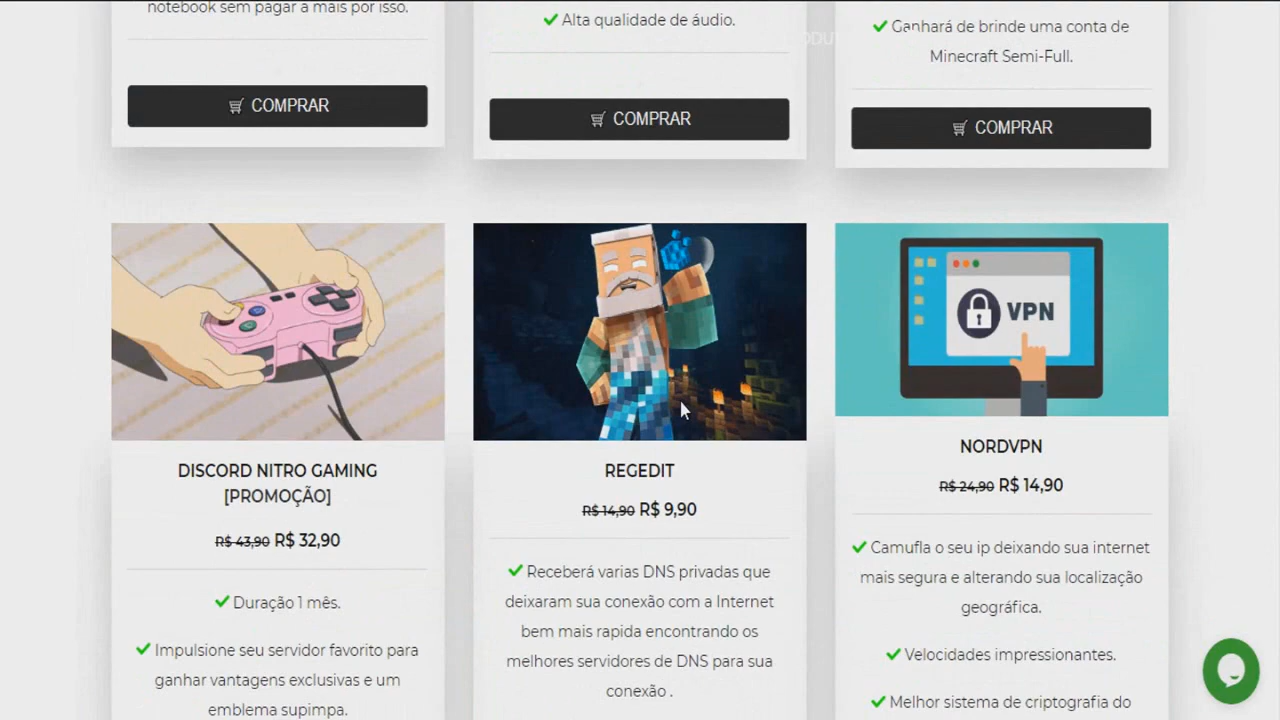 notebook sem pagar a mais por isso.
COMPRAR
Alta qualidade de áudio.
COMPRAR
Ganhará de brinde uma conta de
Minecraft Semi-Full.
COMPRAR
DISCORD NITRO GAMING
[PROMOÇÃO]
R$ 43,90 R$ 32,90
Duração 1 mês.
Impulsione seu servidor favorito para
ganhar vantagens exclusivas e um
emblema supimpa.
REGEDIT
R$ 14,90 R$ 9,90
Receberá varias DNS privadas que
deixaram sua conexão com a Internet
bem mais rapida encontrando os
melhores servidores de DNS para sua
conexão .
VPN
NORDVPN
R$ 24,90 R$ 14,90
Camufla o seu ip deixando sua internet
mais segura e alterando sua localização
geográfica.
Velocidades impressionantes.
Melhor sistema de criptografia do